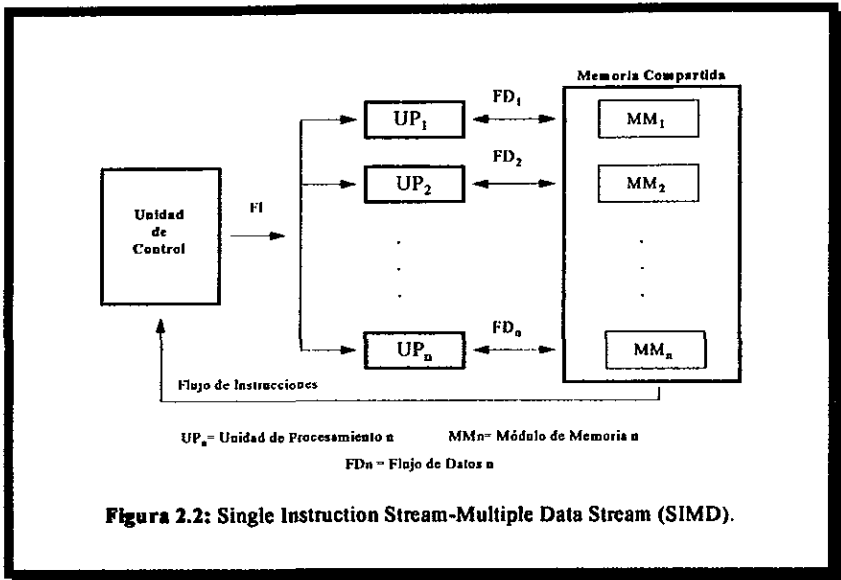 Memoria Compartida
FD₁
UP₁
MM₁
FD₂
UP₂
MM₂
Unidad
de
Control
FI
FDₙ
UPₙ
MMₙ
Flujo de Instrucciones
UPₙ= Unidad de Procesamiento n
MMn= Módulo de Memoria n
FDn = Flujo de Datos n
Figura 2.2: Single Instruction Stream-Multiple Data Stream (SIMD).